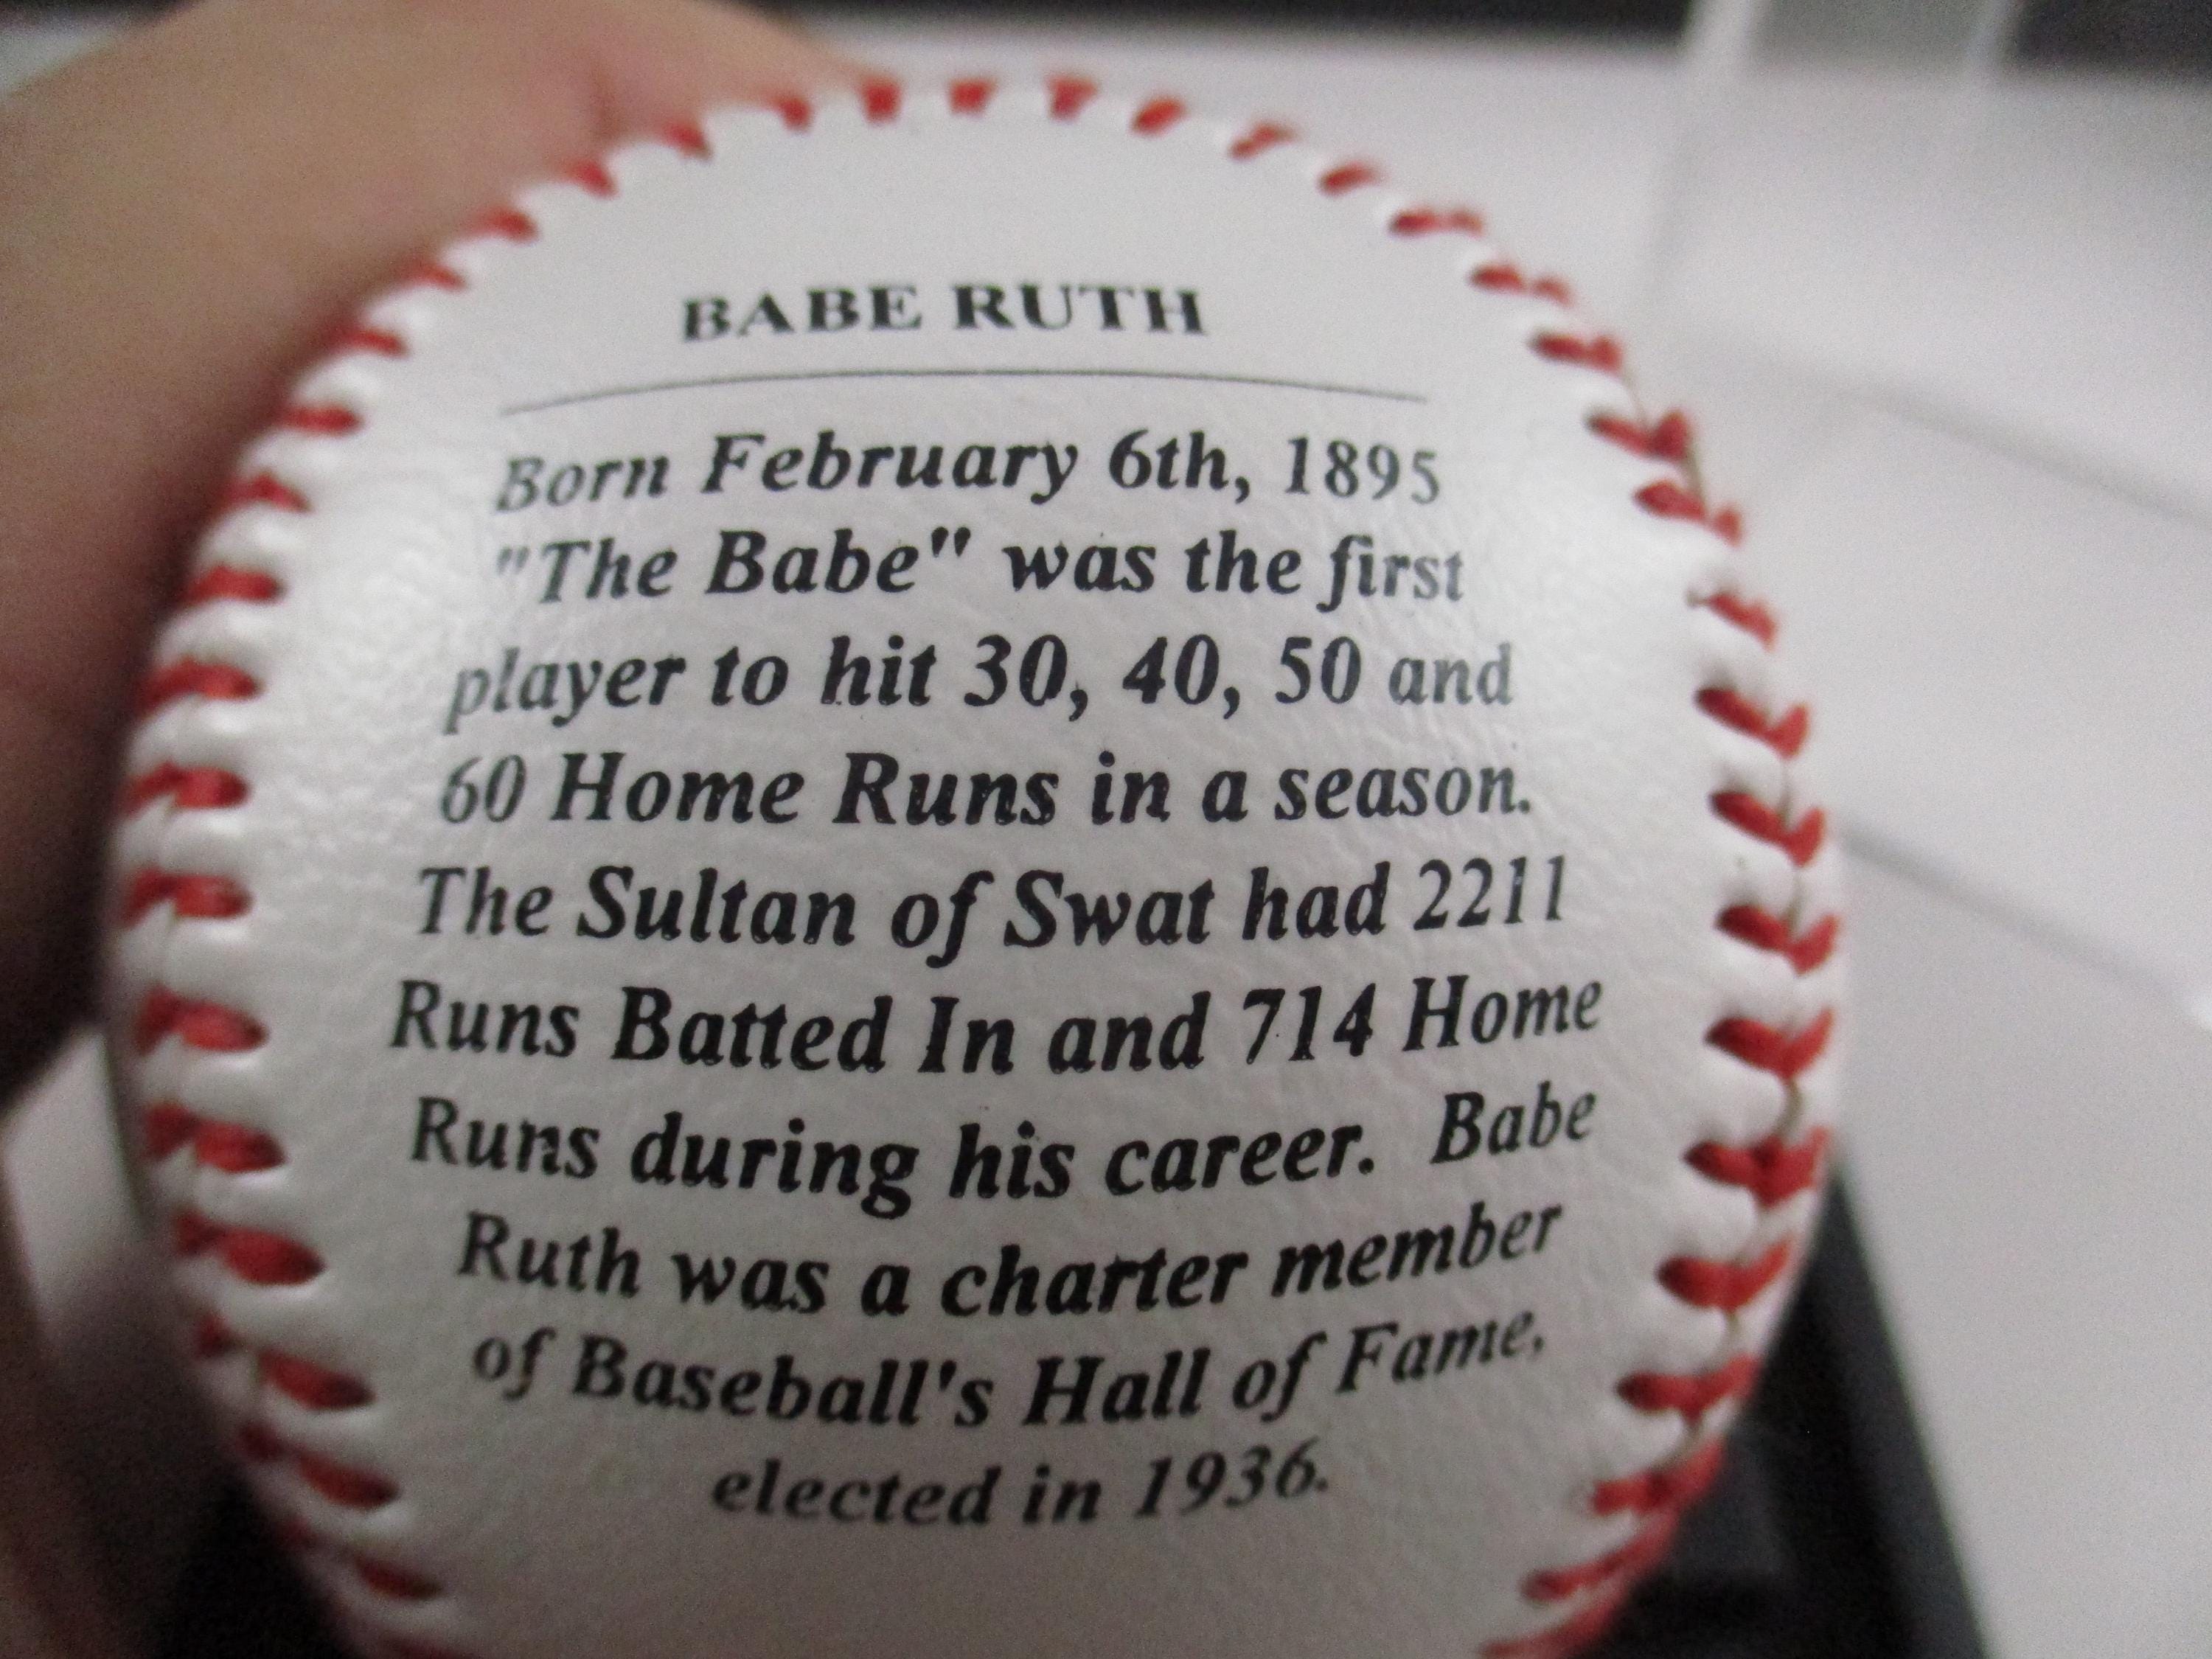 BABE RUTH
Born February 6th, 1895
"The Babe" was the first
player to hit 30, 40, 50 and
60 Home Runs in a season.
The Sultan of Swat had 2211
Runs Batted In and 714 Home
Runs during his career. Babe
Ruth was a charter member
of Baseball's Hall of Fame,
elected in 1936.